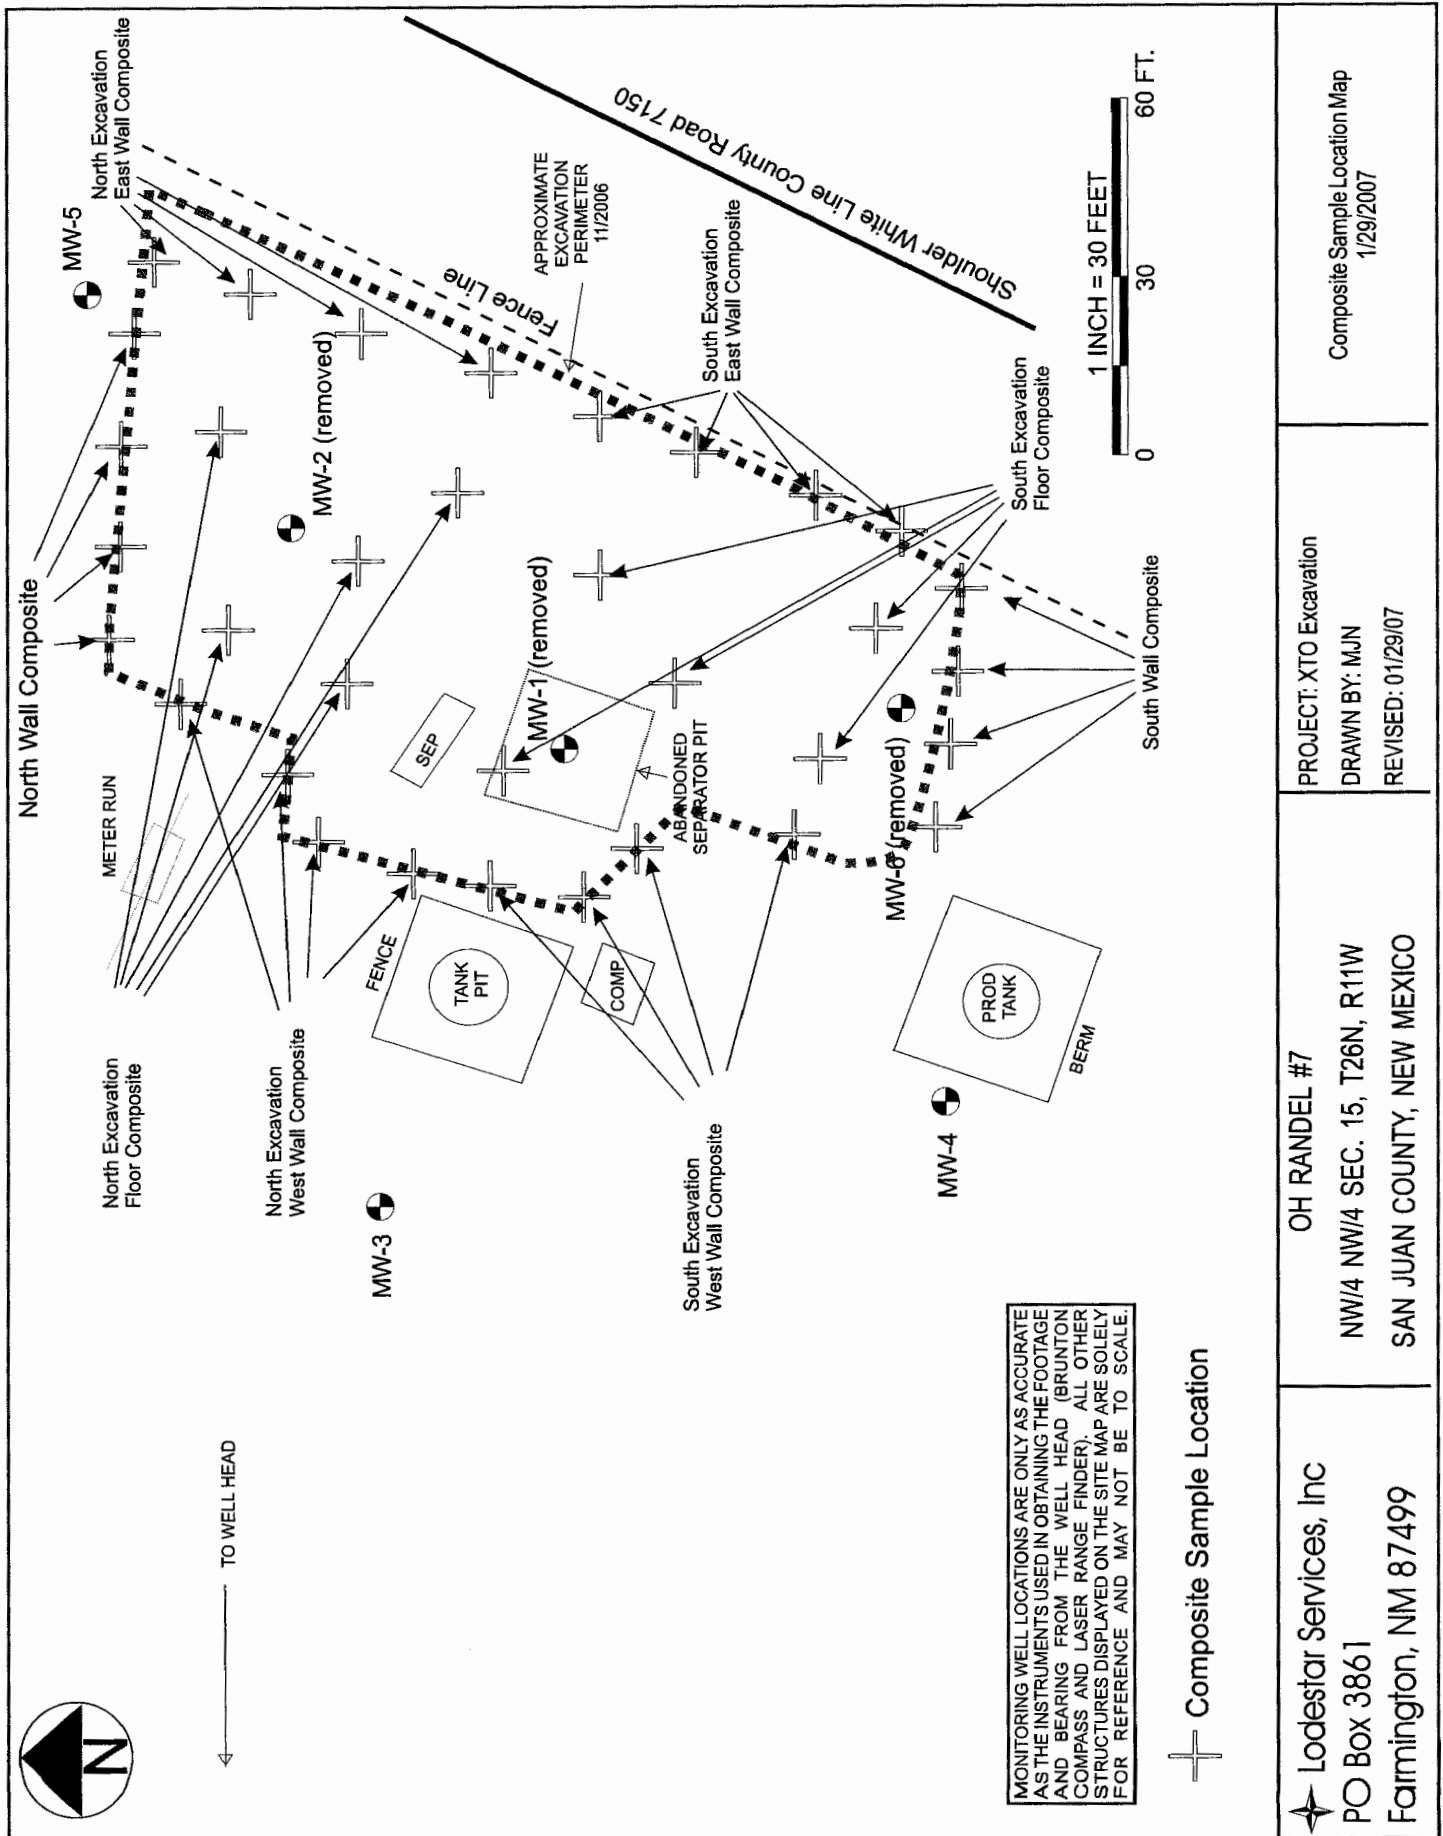 N
TO WELL HEAD
North Wall Composite
METER RUN
North Excavation
Floor Composite
North Excavation
West Wall Composite
MW-3
FENCE
TANK
PIT
COMP
SEP
MW-5
North Excavation
East Wall Composite
MW-2 (removed)
MW-1 (removed)
ABANDONED
SEPARATOR PIT
Fence Line
APPROXIMATE
EXCAVATION
PERIMETER
11/2006
Shoulder White Line County Road 7150
South Excavation
East Wall Composite
South Excavation
Floor Composite
South Excavation
West Wall Composite
MW-6 (removed)
PROD
TANK
BERM
MW-4
South Wall Composite
1 INCH = 30 FEET
0
30
60 FT.
MONITORING WELL LOCATIONS ARE ONLY AS ACCURATE
AS THE INSTRUMENTS USED IN OBTAINING THE FOOTAGE
AND BEARING FROM THE WELL HEAD (BRUNTON
COMPASS AND LASER RANGE FINDER). ALL OTHER
STRUCTURES DISPLAYED ON THE SITE MAP ARE SOLELY
FOR REFERENCE AND MAY NOT BE TO SCALE.
Composite Sample Location
Lodestar Services, Inc
PO Box 3861
Farmington, NM 87499
OH RANDEL #7
NW/4 NW/4 SEC. 15, T26N, R11W
SAN JUAN COUNTY, NEW MEXICO
PROJECT: XTO Excavation
DRAWN BY: MJN
REVISED: 01/29/07
Composite Sample Location Map
1/29/2007